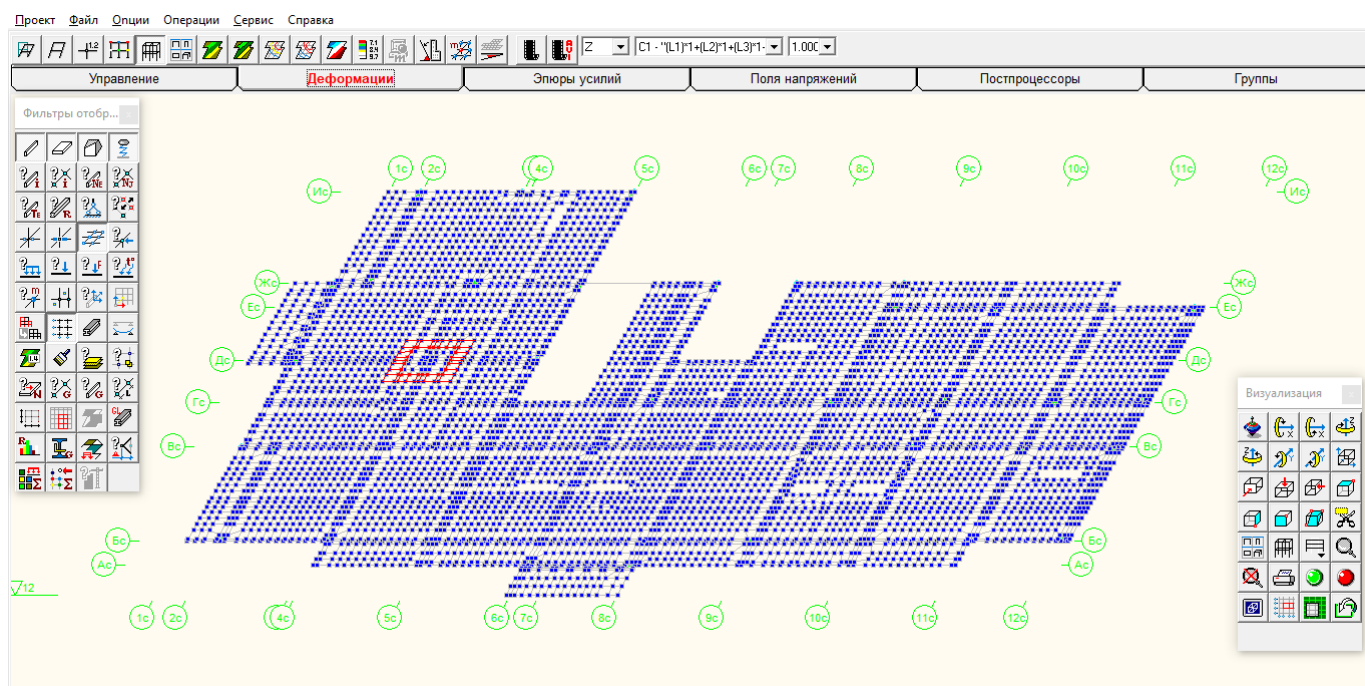 Проект Файл Опции Операции Сервис Справка
Z C1 - "(L1)*1+(L2)*1+(L3)*1- 1.00C
Управление Деформации Эпюры усилий Поля напряжений Постпроцессоры Группы
Фильтры отобр...
1с 2с 4с 5с 6с 7с 8с 9с 10с 11с 12с
Ис Ис
Жс Жс
Ес Ес
Дс Дс
Гс Гс
Визуализация
Вс Вс
Бс Бс
Ас Ас
12
1с 2с 4с 5с 6с 7с 8с 9с 10с 11с 12с